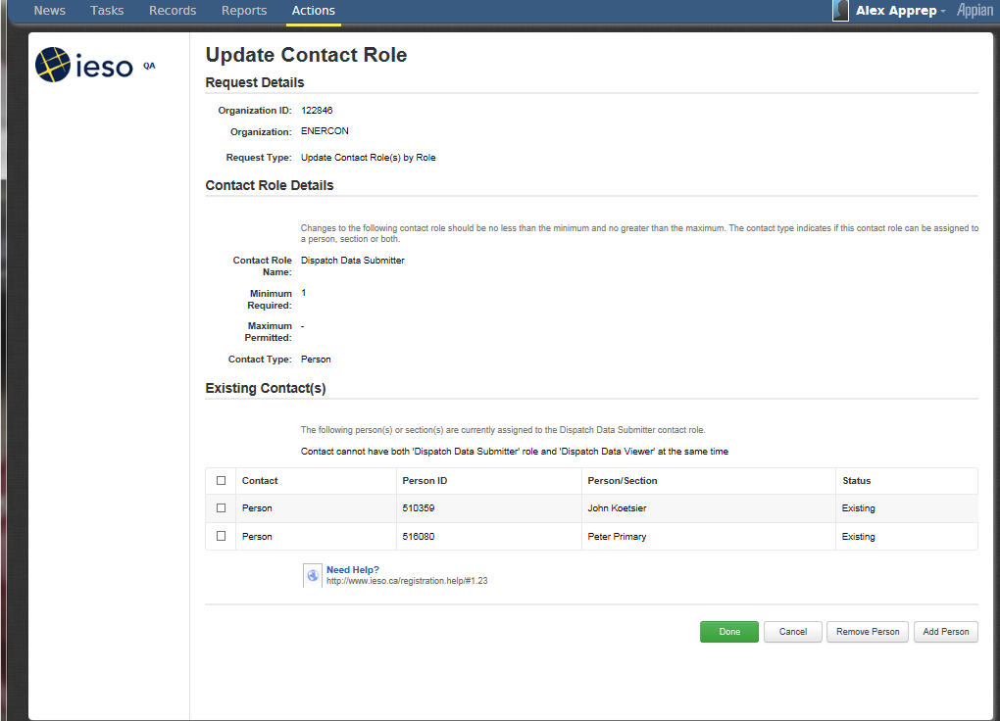 News Tasks Records Reports Actions Alex Apprep Appian
ieso QA
Update Contact Role
Request Details
Organization ID: 122846
Organization: ENERCON
Request Type: Update Contact Role(s) by Role
Contact Role Details
Changes to the following contact role should be no less than the minimum and no greater than the maximum. The contact type indicates if this contact role can be assigned to
a person, section or both.
Contact Role Dispatch Data Submitter
Name:
Minimum 1
Required:
Maximum -
Permitted:
Contact Type: Person
Existing Contact(s)
The following person(s) or section(s) are currently assigned to the Dispatch Data Submitter contact role.
Contact cannot have both 'Dispatch Data Submitter' role and 'Dispatch Data Viewer' at the same time
Contact Person ID Person/Section Status
Person 510359 John Koetsier Existing
Person 516080 Peter Primary Existing
Need Help?
http://www.ieso.ca/registration.help/#1.23
Done Cancel Remove Person Add Person